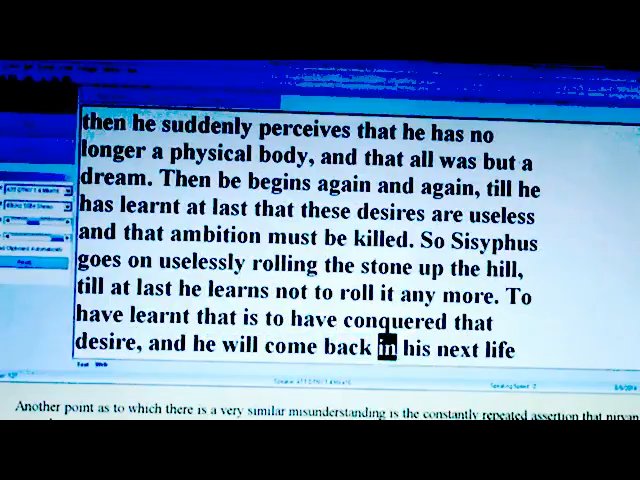 then he suddenly perceives that he has no
longer a physical body, and that all was but a
dream. Then be begins again and again, till he
has learnt at last that these desires are useless
and that ambition must be killed. So Sisyphus
goes on uselessly rolling the stone up the hill,
till at last he learns not to roll it any more. To
have learnt that is to have conquered that
desire, and he will come back in his next life
Text Web
Another point as to which there is a very similar misunderstanding is the constantly repeated assertion that nirvan